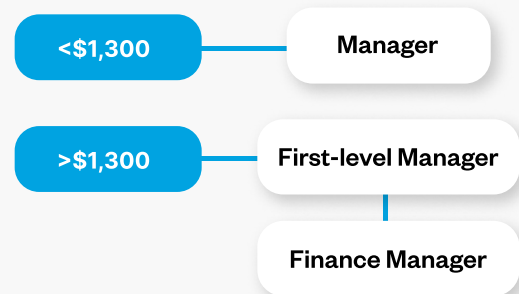 <$1,300
Manager
>$1,300
First-level Manager
Finance Manager